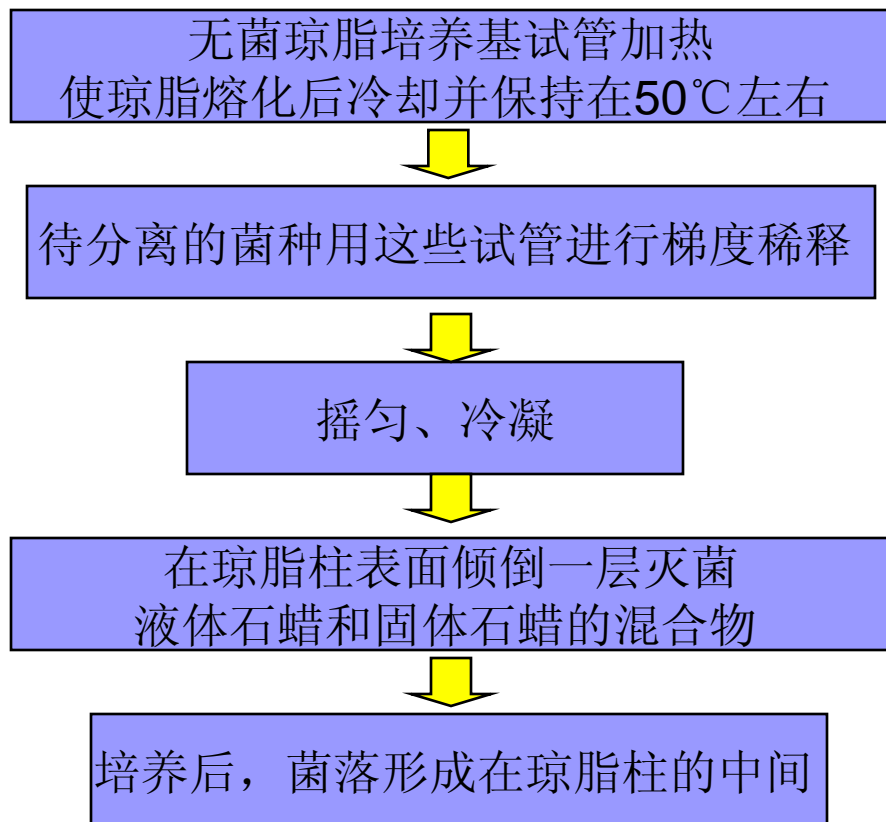 无菌琼脂培养基试管加热
使琼脂熔化后冷却并保持在50℃左右
待分离的菌种用这些试管进行梯度稀释
摇匀、冷凝
在琼脂柱表面倾倒一层灭菌
液体石蜡和固体石蜡的混合物
培养后，菌落形成在琼脂柱的中间